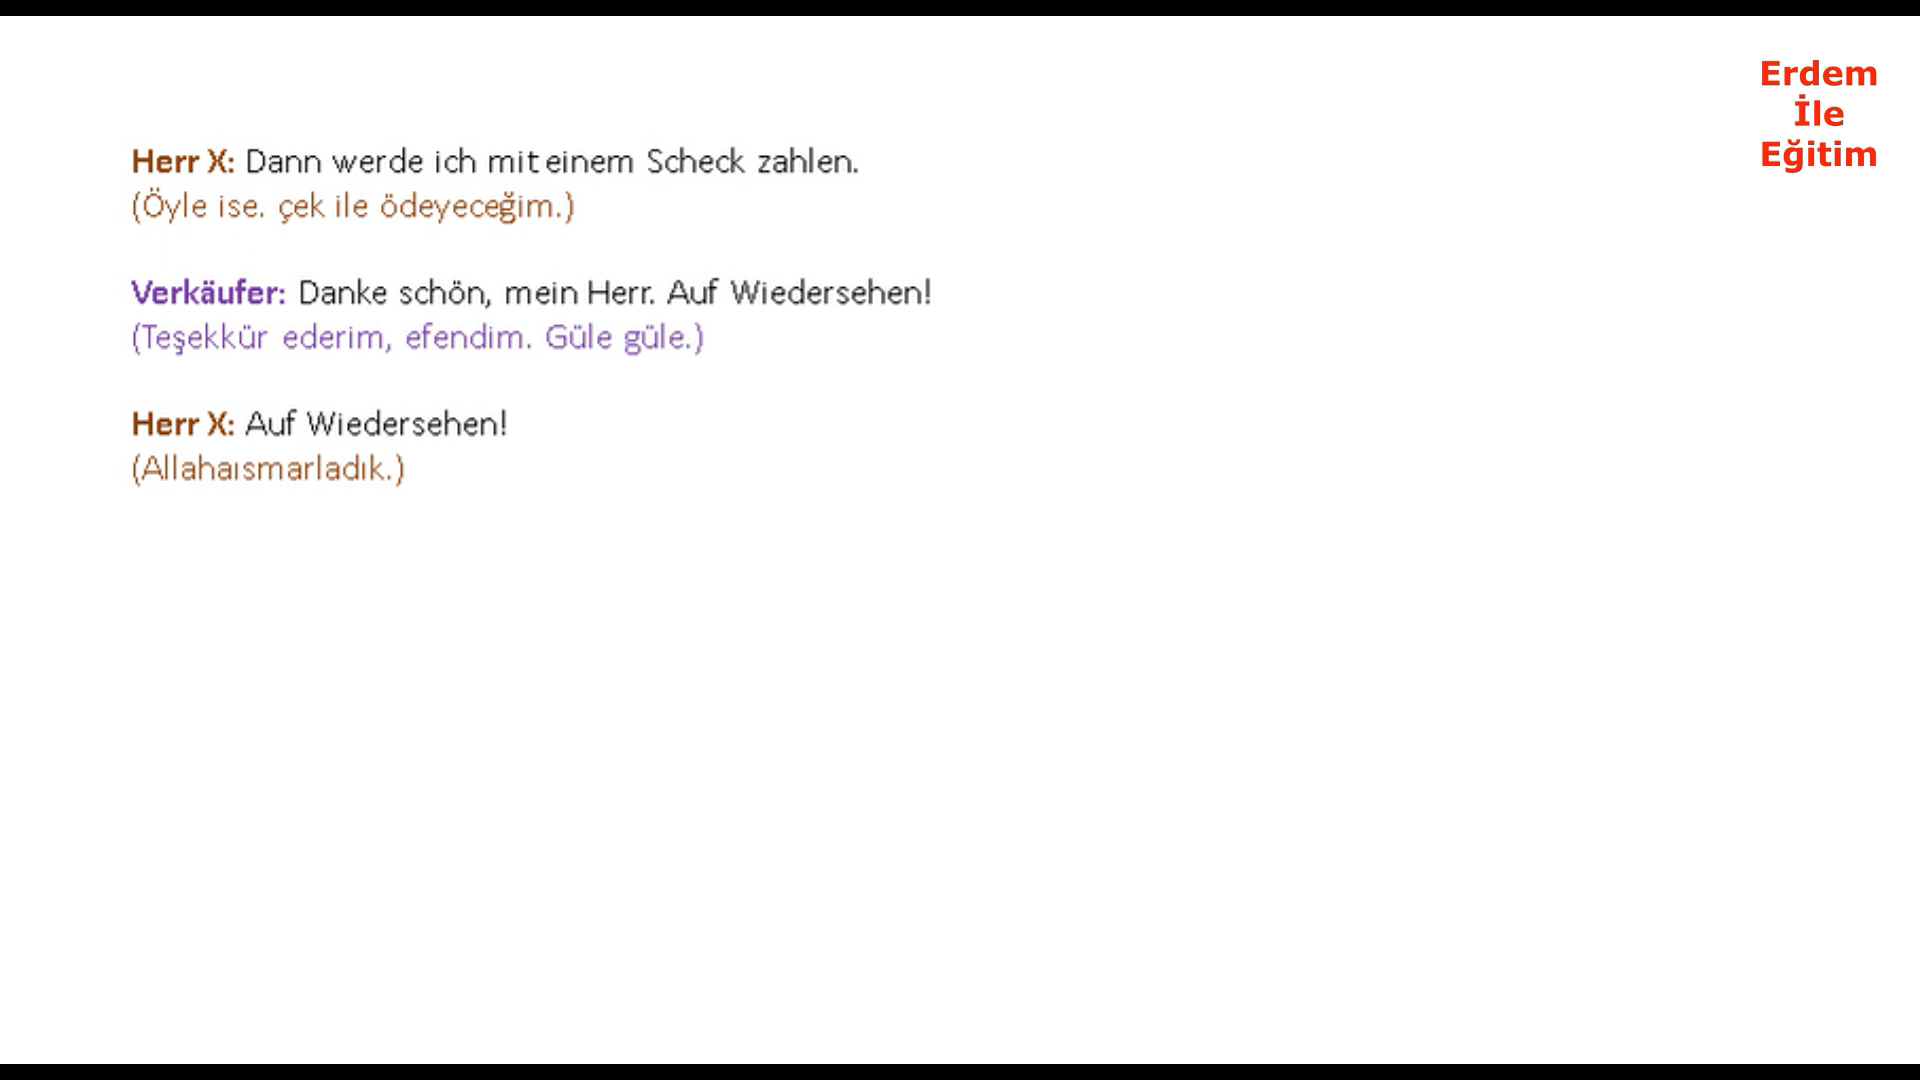 Erdem
İle
Eğitim
Herr X: Dann werde ich mit einem Scheck zahlen.
(Öyle ise. çek ile ödeyeceğim.)
Verkäufer: Danke schön, mein Herr. Auf Wiedersehen!
(Teşekkür ederim, efendim. Güle güle.)
Herr X: Auf Wiedersehen!
(Allahaısmarladık.)